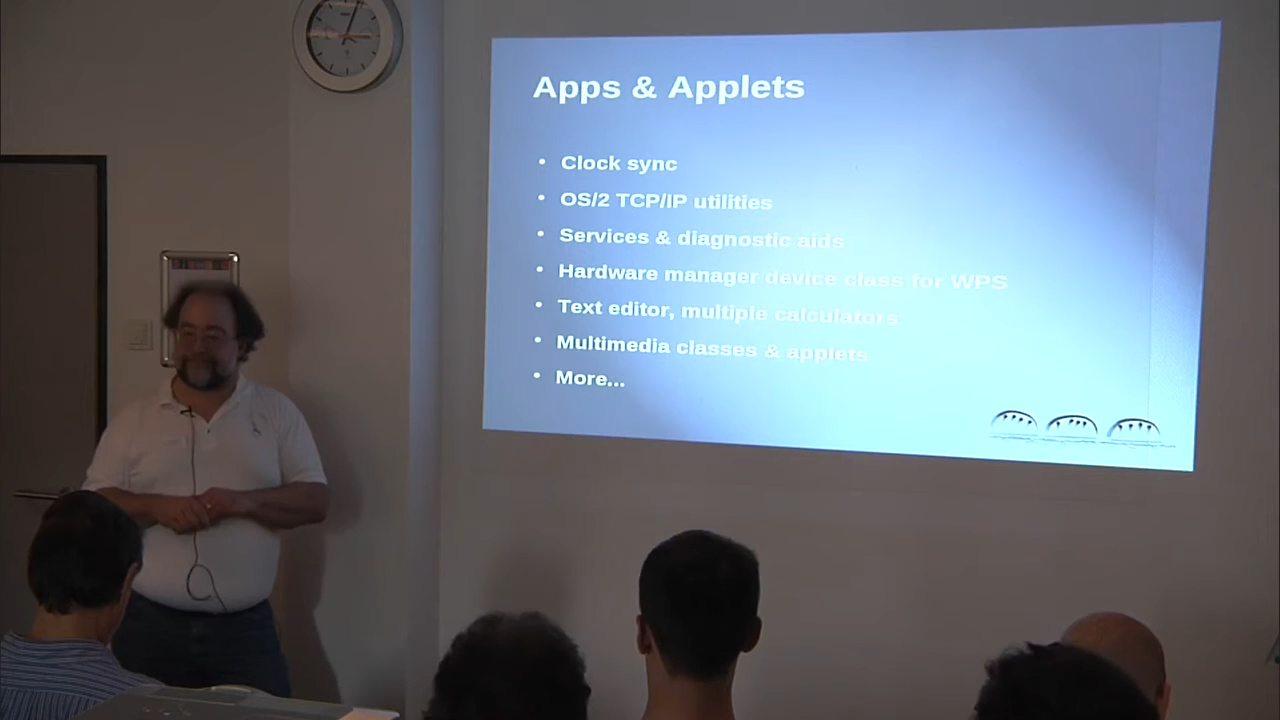 Apps & Applets
• Clock sync
• OS/2 TCP/IP utilities
• Services & diagnostic aids
• Hardware manager device class for WPS
• Text editor, multiple calculators
• Multimedia classes & applets
• More...